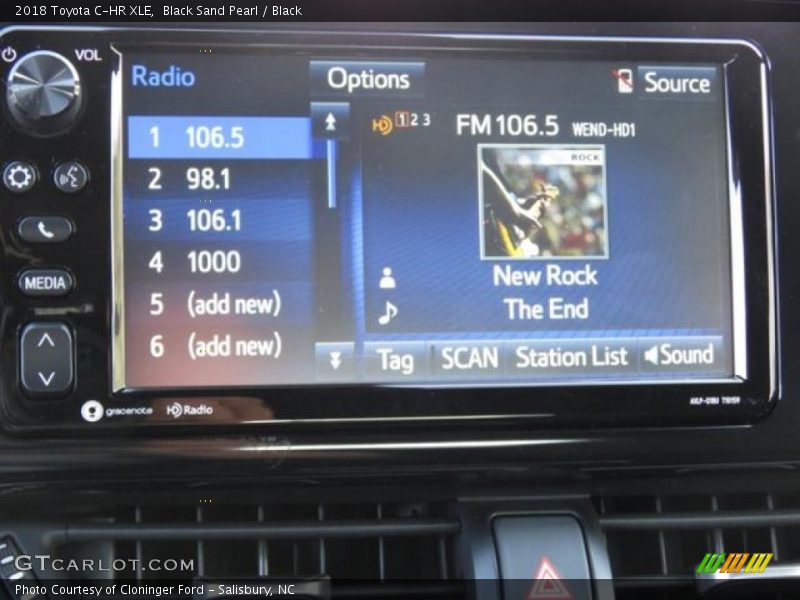 2018 Toyota C-HR XLE, Black Sand Pearl / Black
VOL
Radio
Options
Source
1 106.5
2 98.1
3 106.1
4 1000
5 (add new)
6 (add new)
HD 1 2 3
FM 106.5 WEND-HD1
ROCK
New Rock
The End
MEDIA
Tag
SCAN
Station List
Sound
gracenote
HD Radio
GTCARLOT.COM
Photo Courtesy of Cloninger Ford - Salisbury, NC